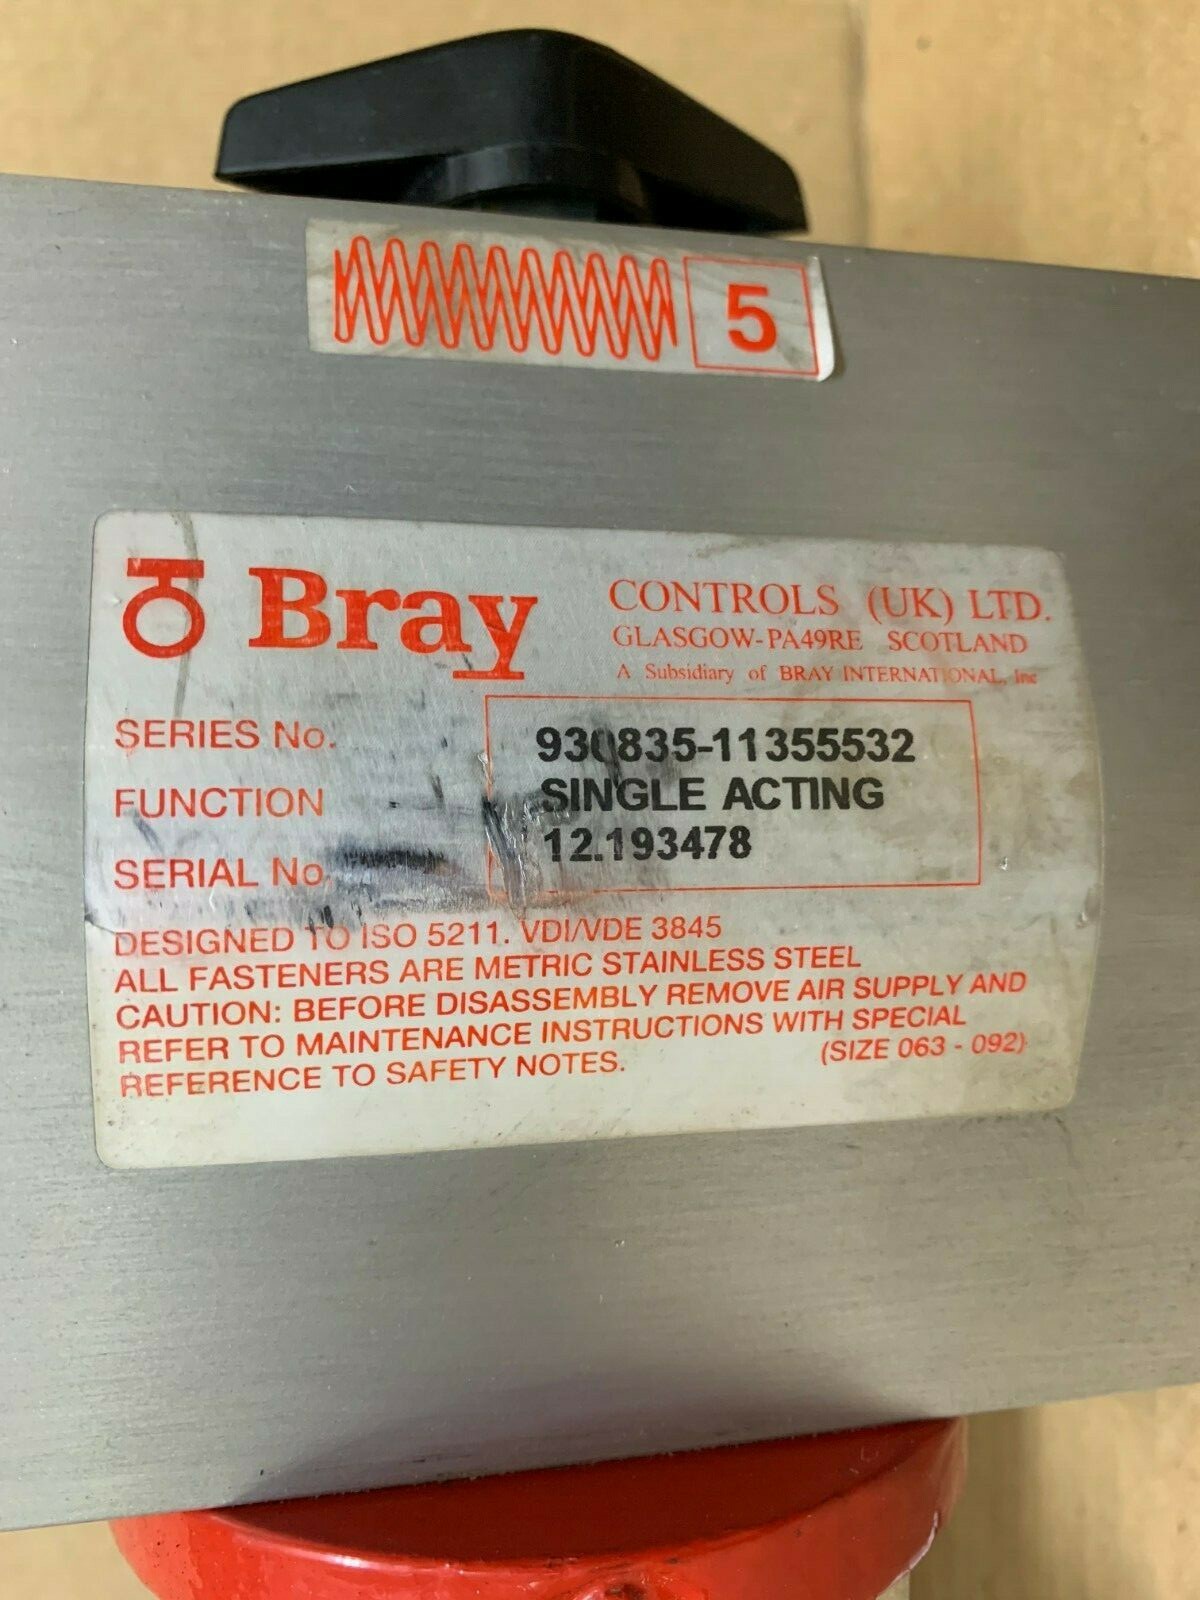 5
Bray
CONTROLS (UK) LTD.
GLASGOW-PA49RE SCOTLAND
A Subsidiary of BRAY INTERNATIONAL, Inc
SERIES No. 930835-11355532
FUNCTION SINGLE ACTING
SERIAL No. 12.193478
DESIGNED TO ISO 5211. VDI/VDE 3845
ALL FASTENERS ARE METRIC STAINLESS STEEL
CAUTION: BEFORE DISASSEMBLY REMOVE AIR SUPPLY AND
REFER TO MAINTENANCE INSTRUCTIONS WITH SPECIAL
REFERENCE TO SAFETY NOTES. (SIZE 063 - 092)